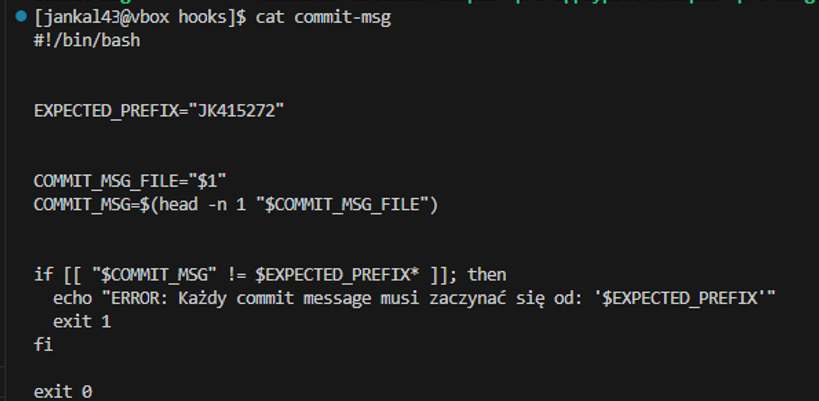 [jankal43@vbox hooks]$ cat commit-msg
#!/bin/bash
EXPECTED_PREFIX="JK415272"
COMMIT_MSG_FILE="$1"
COMMIT_MSG=$(head -n 1 "$COMMIT_MSG_FILE")
if [[ "$COMMIT_MSG" != $EXPECTED_PREFIX* ]]; then
  echo "ERROR: Każdy commit message musi zaczynać się od: '$EXPECTED_PREFIX'"
  exit 1
fi
exit 0